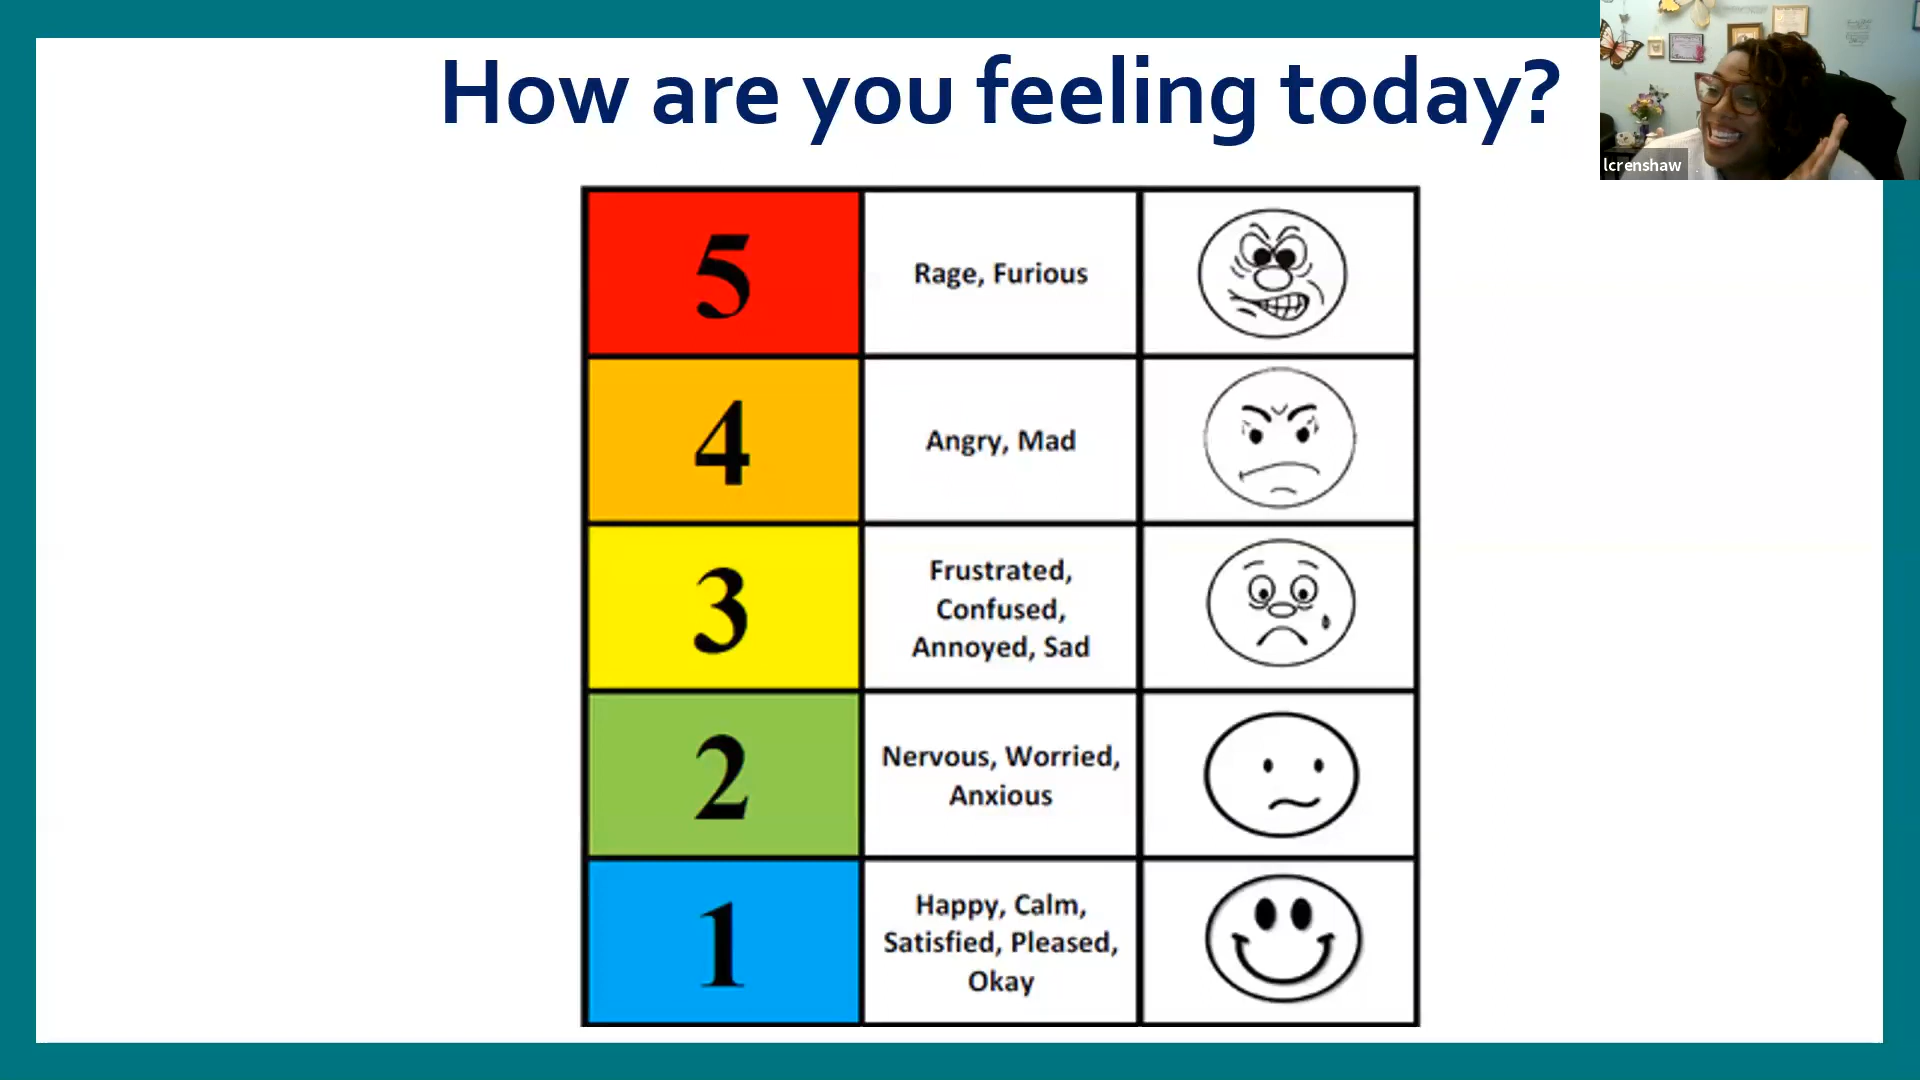 How are you feeling today?
lcrenshaw
5
Rage, Furious
4
Angry, Mad
3
Frustrated,
Confused,
Annoyed, Sad
2
Nervous, Worried,
Anxious
1
Happy, Calm,
Satisfied, Pleased,
Okay